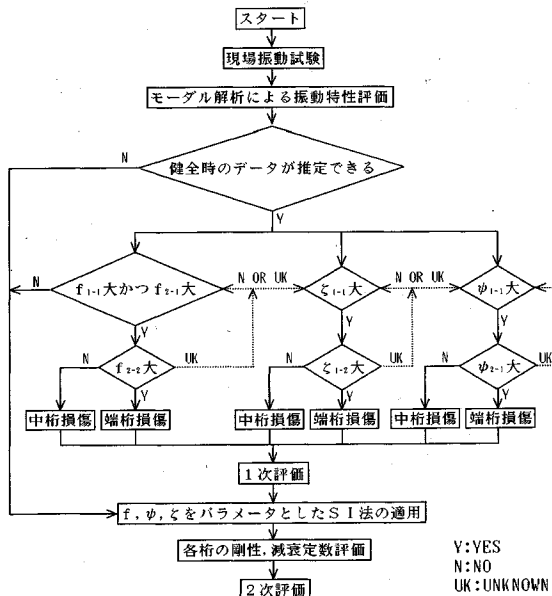 スタート
現場振動試験
モーダル解析による振動特性評価
N
健全時のデータが推定できる
Y
N
f₁₋₁大かつf₂₋₁大
N OR UK
ζ₁₋₁大
N OR UK
ψ₁₋₁大
Y
Y
Y
N
f₂₋₂大
UK
N
ζ₁₋₂大
UK
N
ψ₂₋₁大
UK
Y
Y
Y
中桁損傷
端桁損傷
中桁損傷
端桁損傷
中桁損傷
端桁損傷
1次評価
f,ψ,ζをパラメータとしたSI法の適用
各桁の剛性,減衰定数評価
2次評価
Y:YES
N:NO
UK:UNKNOWN